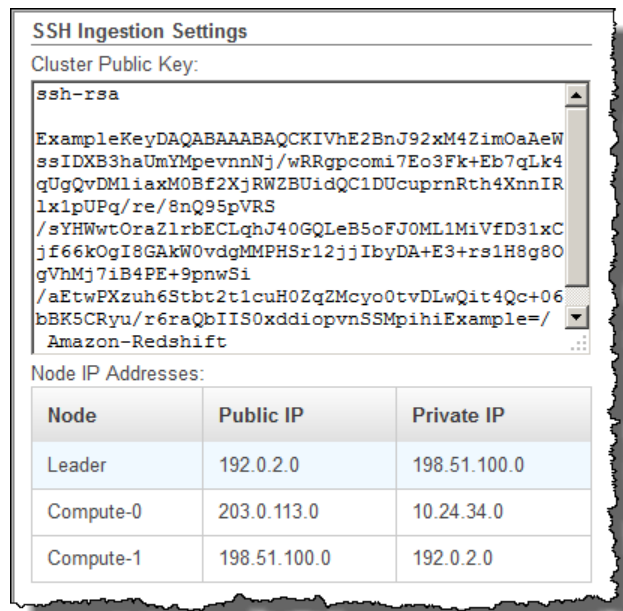 SSH Ingestion Settings
Cluster Public Key:
ssh-rsa
ExampleKeyDAQABAAABAQCKIVhE2BnJ92xM4ZimOaAeW
ssIDXB3haUmYMpevnnNj/wRRgpcomi7Eo3Fk+Eb7qLk4
qUgQvDMliaxM0Bf2XjRWZBUidQC1DUcuprnRth4XnnIR
lx1pUPq/re/8nQ95pVRS
/sYHWwtOraZlrbECLqhJ40GQLeB5oFJ0ML1MiVfD31xC
jf66kOgI8GAkW0vdgMMPHSr12jjIbyDA+E3+rs1H8g8O
gVhMj7iB4PE+9pnwSi
/aEtwPXzuh6Stbt2t1cuH0ZqZMcyo0tvDLwQit4Qc+06
bBK5CRyu/r6raQbIIS0xddiopvnSSMpihiExample=/
Amazon-Redshift
Node IP Addresses:
Node Public IP Private IP
Leader 192.0.2.0 198.51.100.0
Compute-0 203.0.113.0 10.24.34.0
Compute-1 198.51.100.0 192.0.2.0